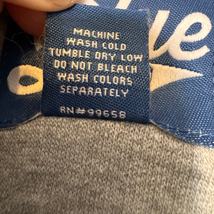 MACHINE
WASH COLD
TUMBLE DRY LOW
DO NOT BLEACH
WASH COLORS
SEPARATELY
RN#99658